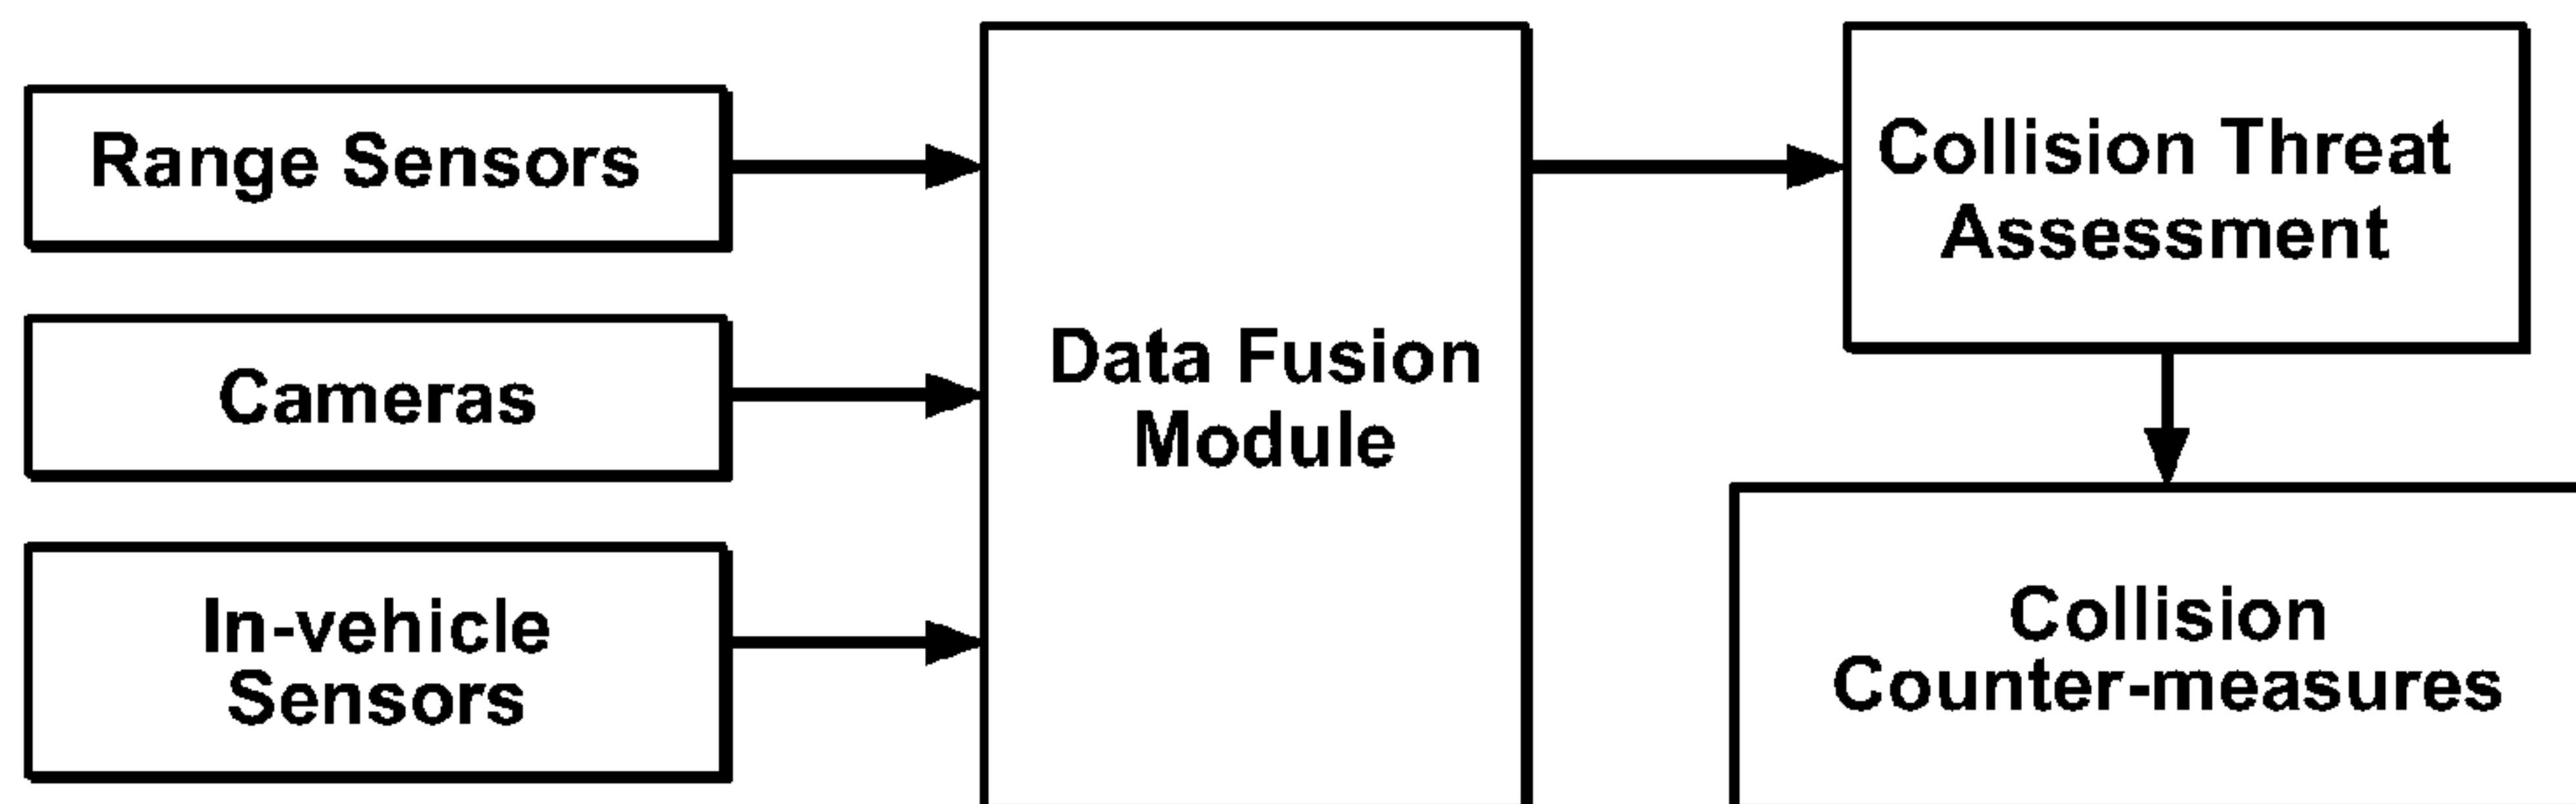 Range Sensors
Cameras
In-vehicle
Sensors
Data Fusion
Module
Collision Threat
Assessment
Collision
Counter-measures